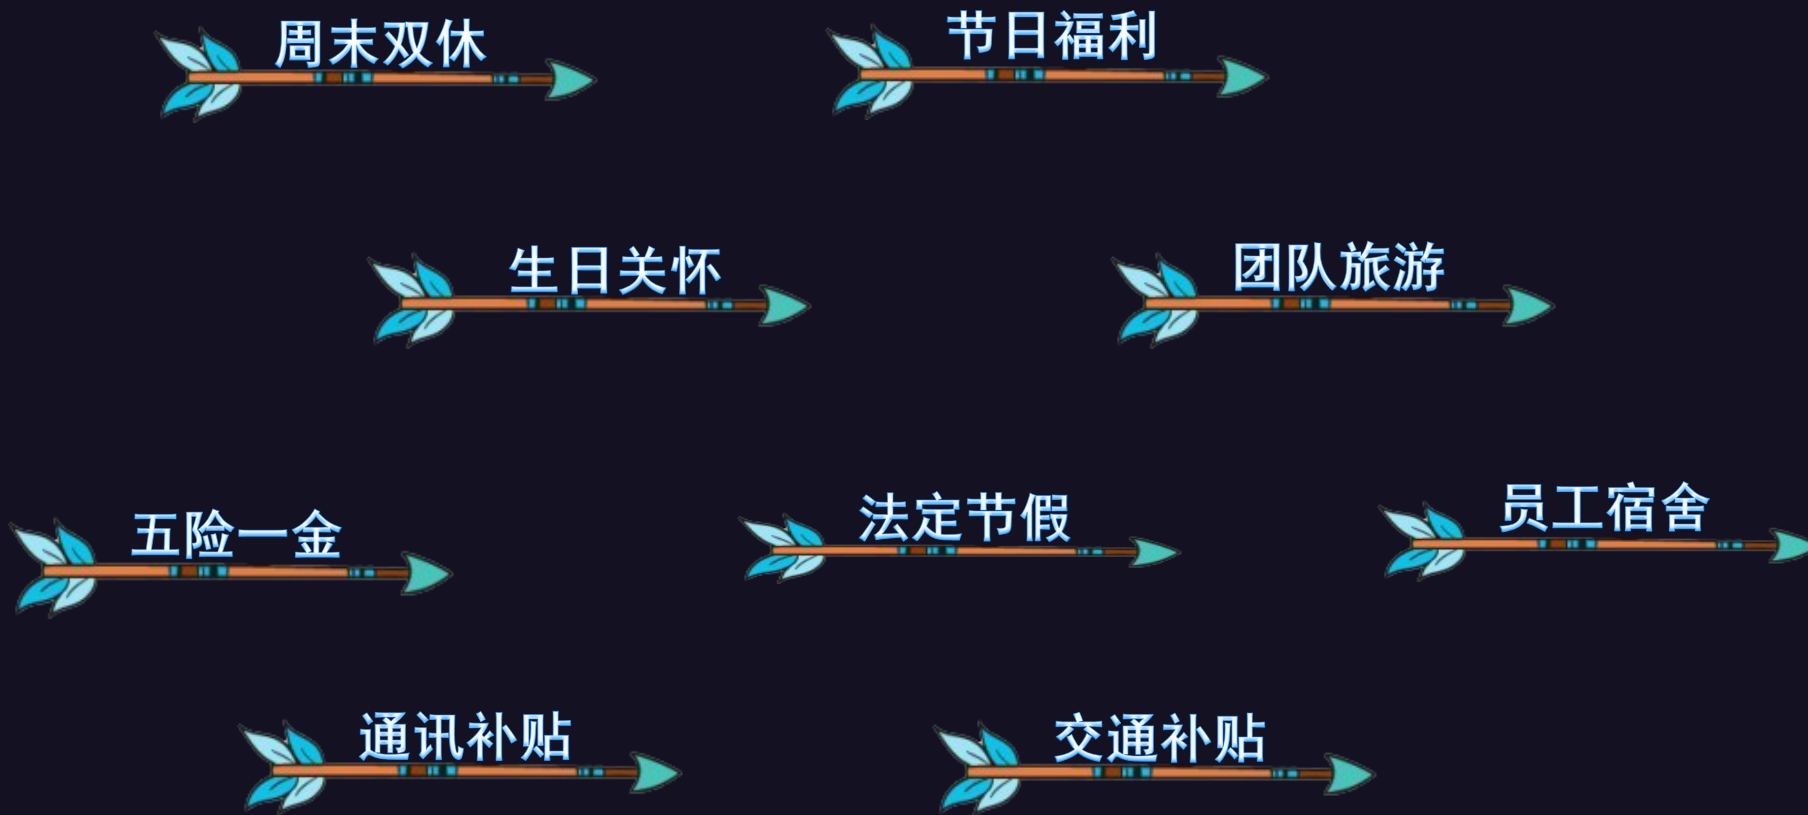 周末双休
节日福利
生日关怀
团队旅游
五险一金
法定节假
员工宿舍
通讯补贴
交通补贴